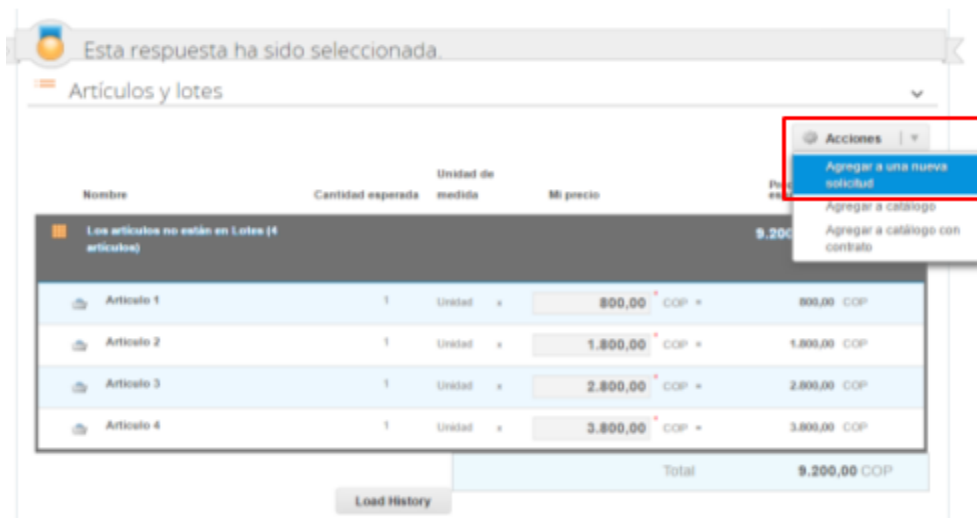 Esta respuesta ha sido seleccionada.
Artículos y lotes
Acciones
Agregar a una nueva
solicitud
Agregar a catálogo
Agregar a catálogo con
contrato
Nombre
Cantidad esperada
Unidad de
medida
Mi precio
Los artículos no están en Lotes (4
artículos)
9.200
Artículo 1 1 Unidad x 800,00 * COP = 800,00 COP
Artículo 2 1 Unidad x 1.800,00 * COP = 1.800,00 COP
Artículo 3 1 Unidad x 2.800,00 * COP = 2.800,00 COP
Artículo 4 1 Unidad x 3.800,00 * COP = 3.800,00 COP
Total 9.200,00 COP
Load History